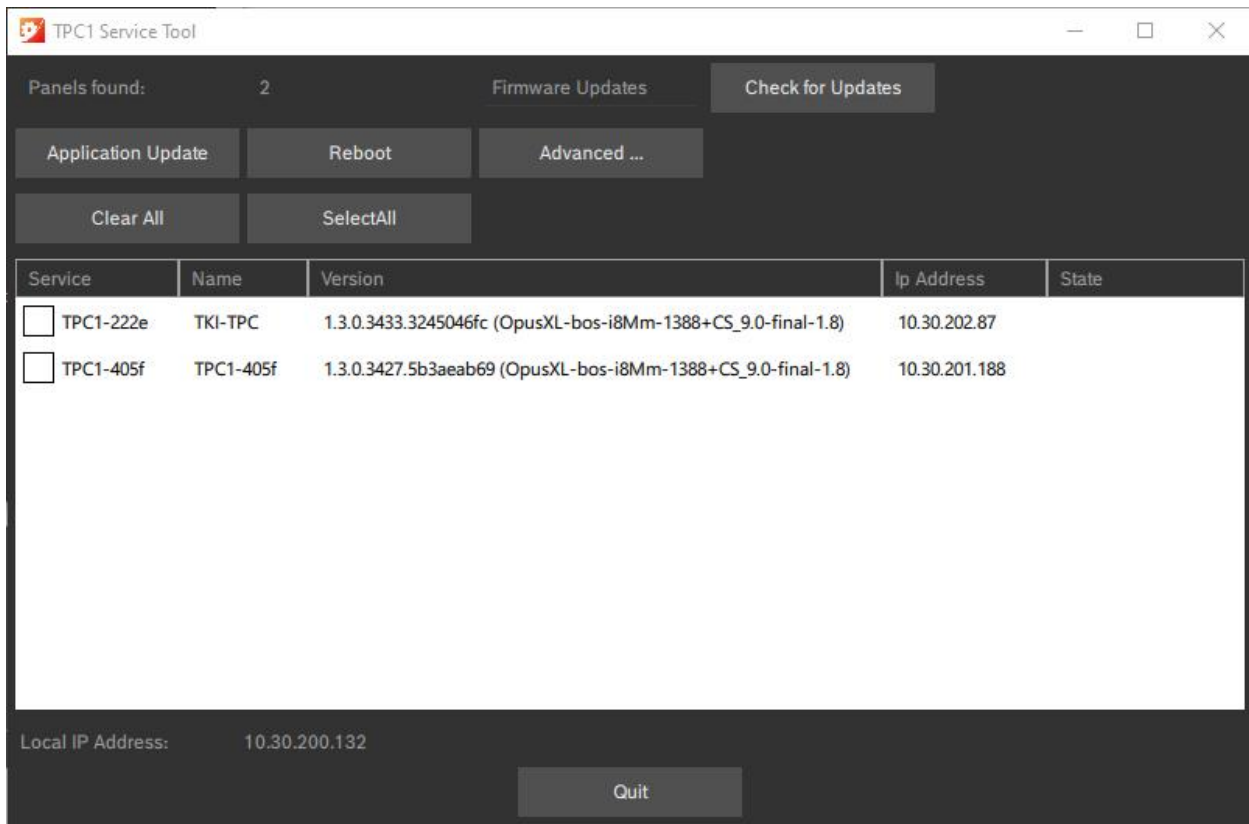 TPC1 Service Tool
Panels found: 2 Firmware Updates Check for Updates
Application Update Reboot Advanced ...
Clear All SelectAll
Service Name Version Ip Address State
TPC1-222e TKI-TPC 1.3.0.3433.3245046fc (OpusXL-bos-i8Mm-1388+CS_9.0-final-1.8) 10.30.202.87
TPC1-405f TPC1-405f 1.3.0.3427.5b3aeab69 (OpusXL-bos-i8Mm-1388+CS_9.0-final-1.8) 10.30.201.188
Local IP Address: 10.30.200.132
Quit